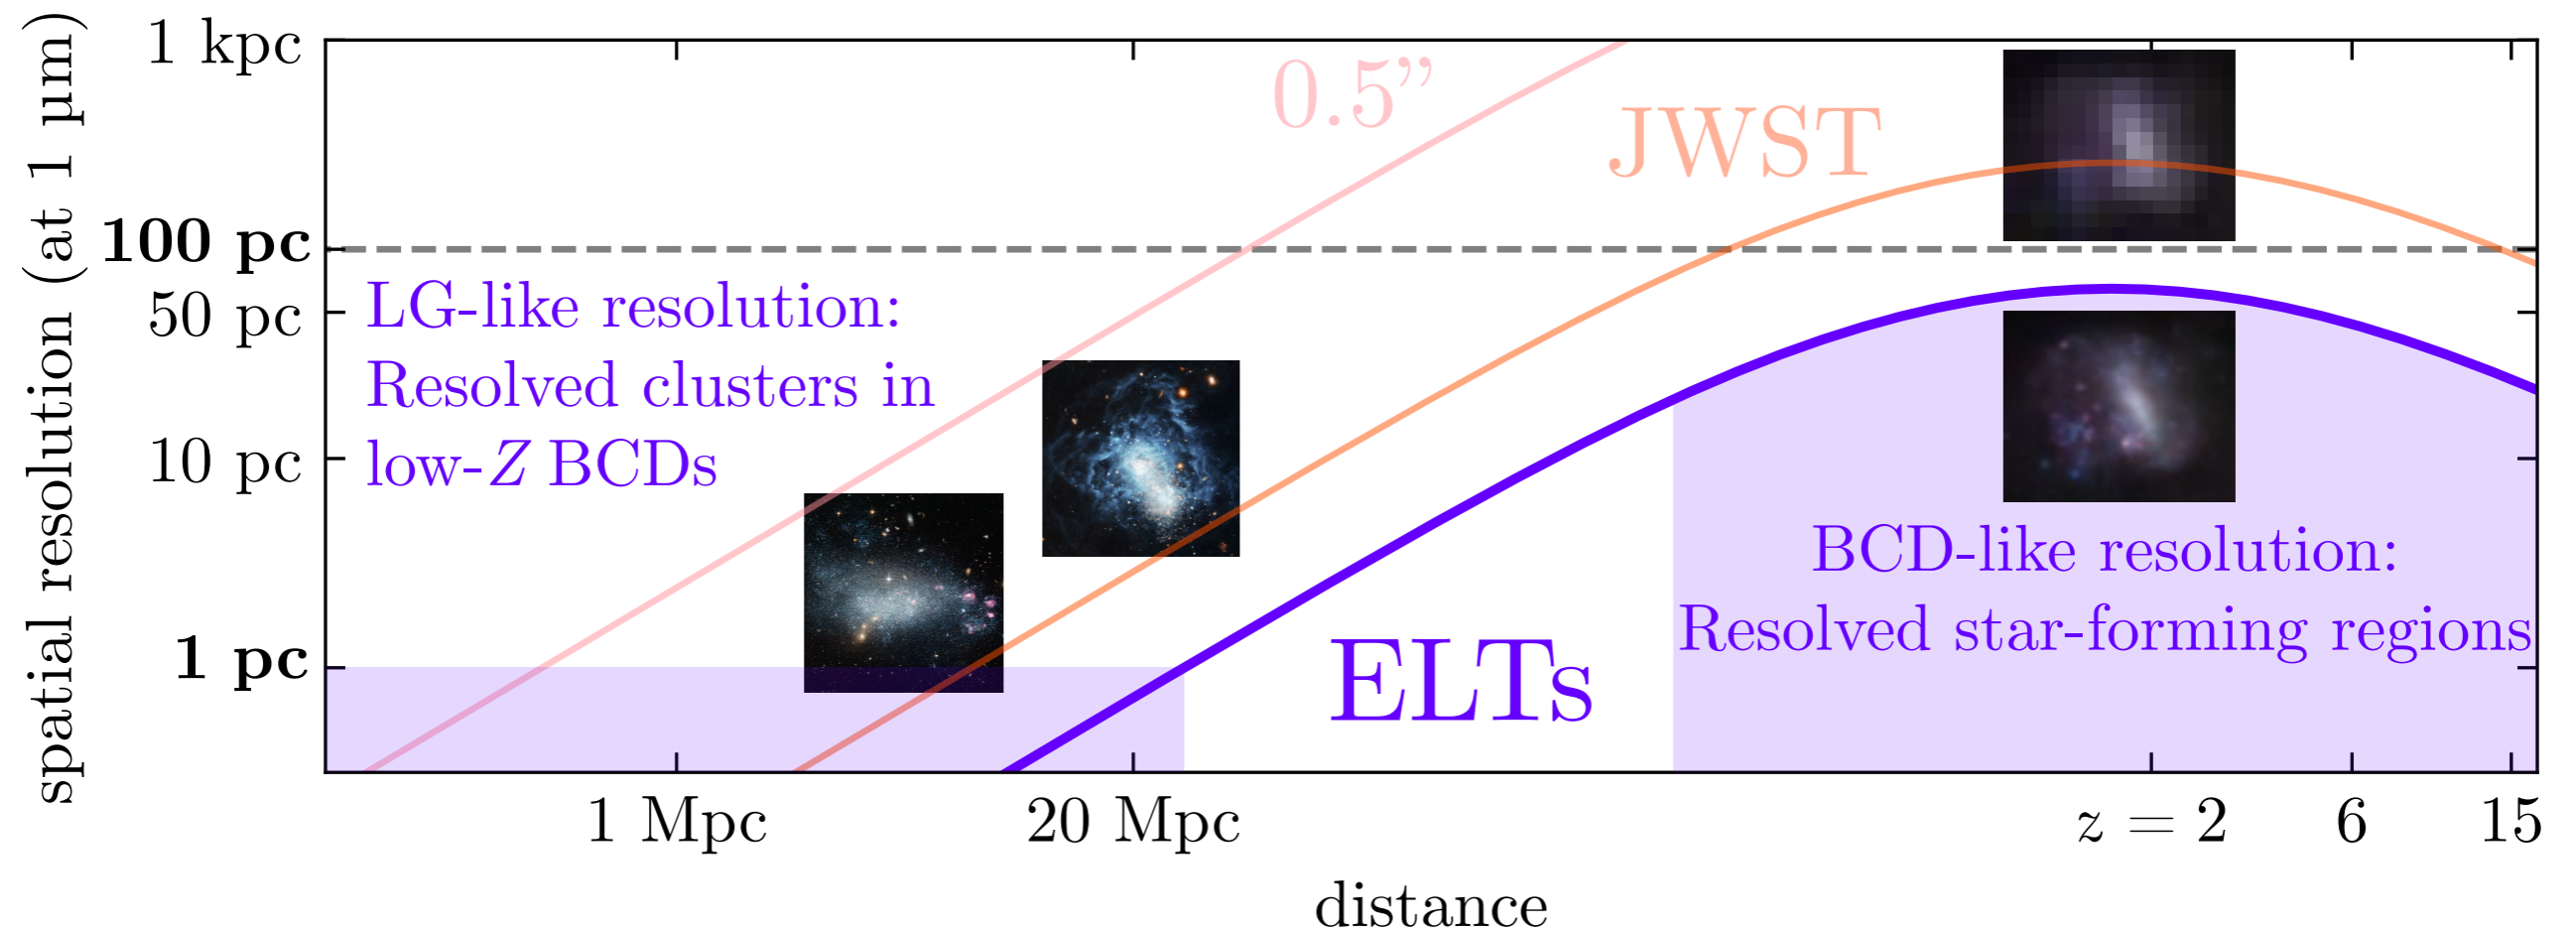 spatial resolution (at 1 µm)
1 kpc
100 pc
50 pc
10 pc
1 pc
0.5”
JWST
LG-like resolution:
Resolved clusters in
low-Z BCDs
ELTs
BCD-like resolution:
Resolved star-forming regions
1 Mpc
20 Mpc
z = 2
6
15
distance